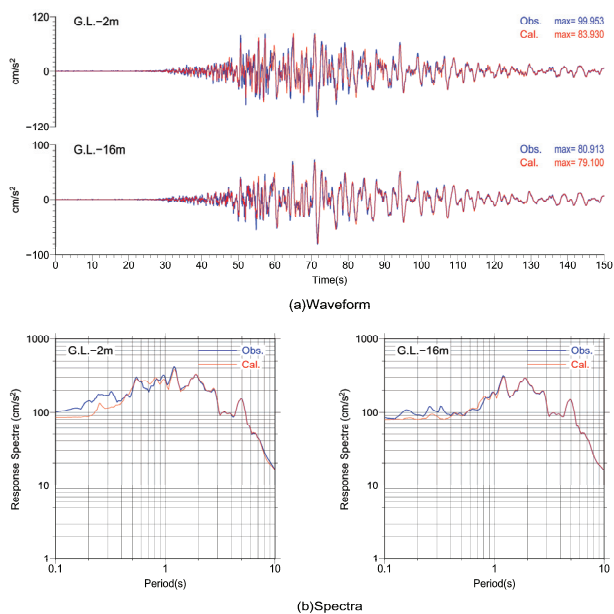 120
G.L.−2m
Obs. max= 99.953
Cal. max= 83.930
cm/s²
0
−120
100
G.L.−16m
Obs. max= 80.913
Cal. max= 79.100
cm/s²
0
−100
0 10 20 30 40 50 60 70 80 90 100 110 120 130 140 150
Time(s)
(a)Waveform
1000
G.L.−2m
Obs.
Cal.
Response Spectra (cm/s²)
100
10
1
0.1 1 10
Period(s)
1000
G.L.−16m
Obs.
Cal.
Response Spectra (cm/s²)
100
10
1
0.1 1 10
Period(s)
(b)Spectra